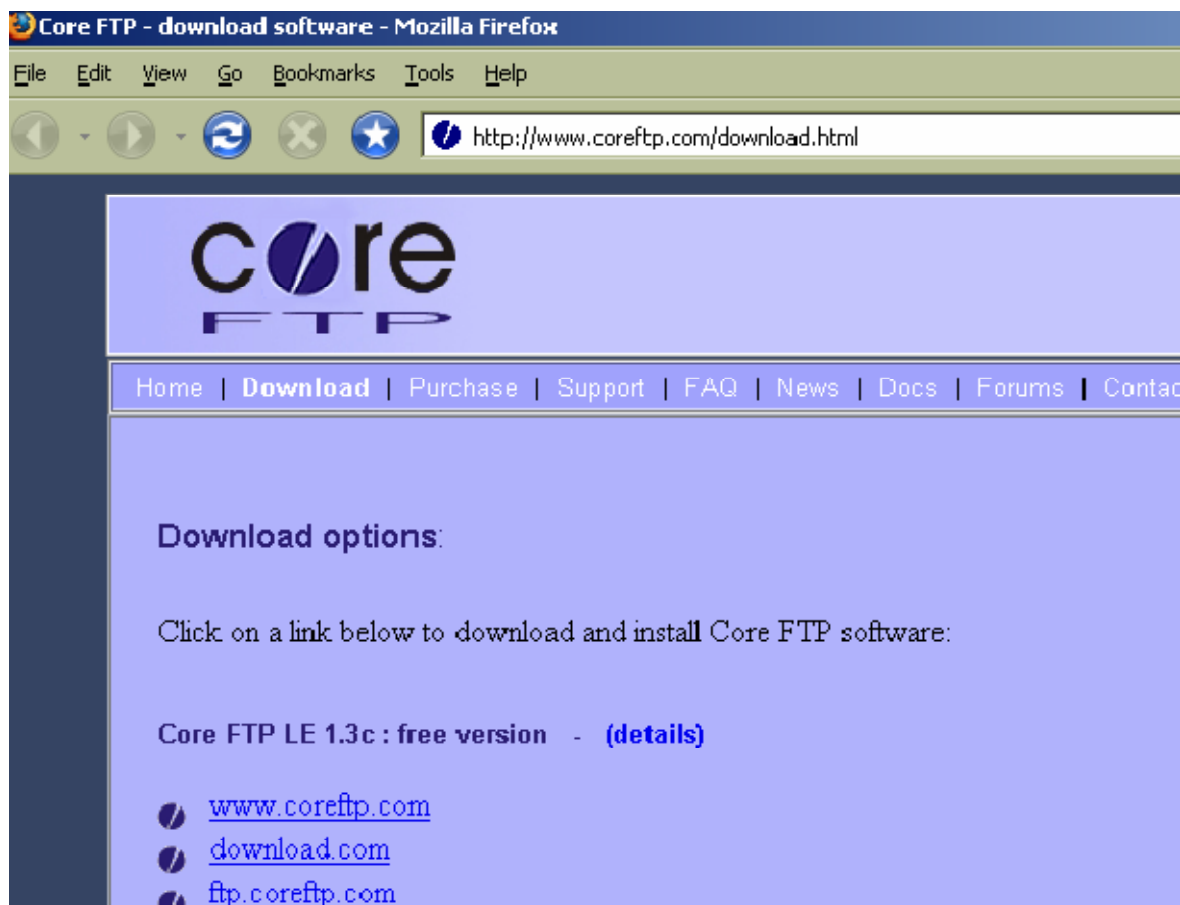 Core FTP - download software - Mozilla Firefox
File Edit View Go Bookmarks Tools Help
http://www.coreftp.com/download.html
core
FTP
Home | Download | Purchase | Support | FAQ | News | Docs | Forums | Contac
Download options:
Click on a link below to download and install Core FTP software:
Core FTP LE 1.3c : free version - (details)
www.coreftp.com
download.com
ftp.coreftp.com